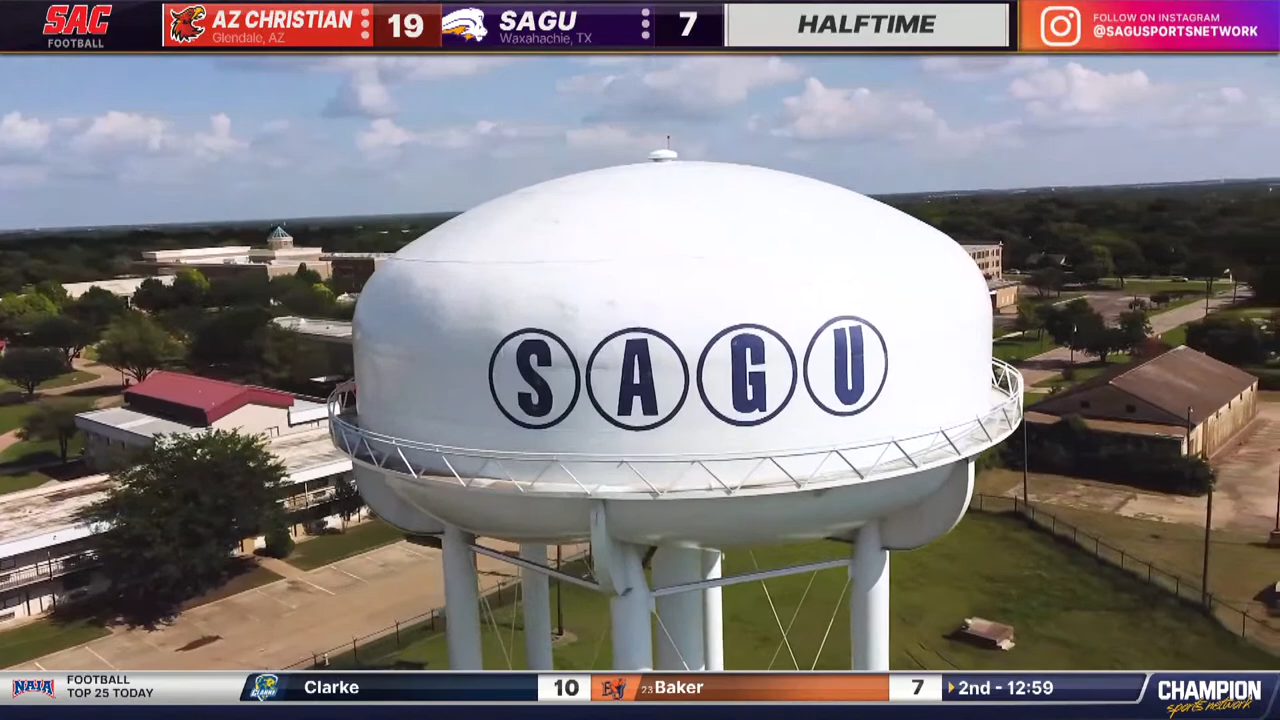 SAC
FOOTBALL
AZ CHRISTIAN
Glendale, AZ
19
SAGU
Waxahachie, TX
7
HALFTIME
FOLLOW ON INSTAGRAM
@SAGUSPORTSNETWORK
SAGU
NAIA
FOOTBALL
TOP 25 TODAY
Clarke
10
23 Baker
7
2nd - 12:59
CHAMPION
sports network